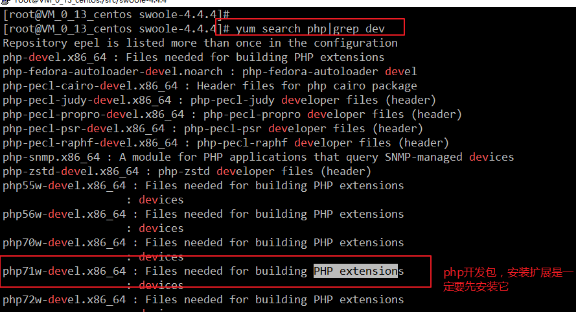 root@VM_0_13_centos:/src/swoole-4.4.4
[root@VM_0_13_centos swoole-4.4.4]#
[root@VM_0_13_centos swoole-4.4.4]# yum search php|grep dev
Repository epel is listed more than once in the configuration
php-devel.x86_64 : Files needed for building PHP extensions
php-fedora-autoloader-devel.noarch : php-fedora-autoloader devel
php-pecl-cairo-devel.x86_64 : Header files for php cairo package
php-pecl-judy-devel.x86_64 : php-pecl-judy developer files (header)
php-pecl-propro-devel.x86_64 : php-pecl-propro developer files (header)
php-pecl-psr-devel.x86_64 : php-pecl-psr developer files (header)
php-pecl-raphf-devel.x86_64 : php-pecl-raphf developer files (header)
php-snmp.x86_64 : A module for PHP applications that query SNMP-managed devices
php-zstd-devel.x86_64 : php-zstd developer files (header)
php55w-devel.x86_64 : Files needed for building PHP extensions
: devices
php56w-devel.x86_64 : Files needed for building PHP extensions
: devices
php70w-devel.x86_64 : Files needed for building PHP extensions
: devices
php71w-devel.x86_64 : Files needed for building PHP extensions
: devices
php72w-devel.x86_64 : Files needed for building PHP extensions
php开发包，安装扩展是一
定要先安装它